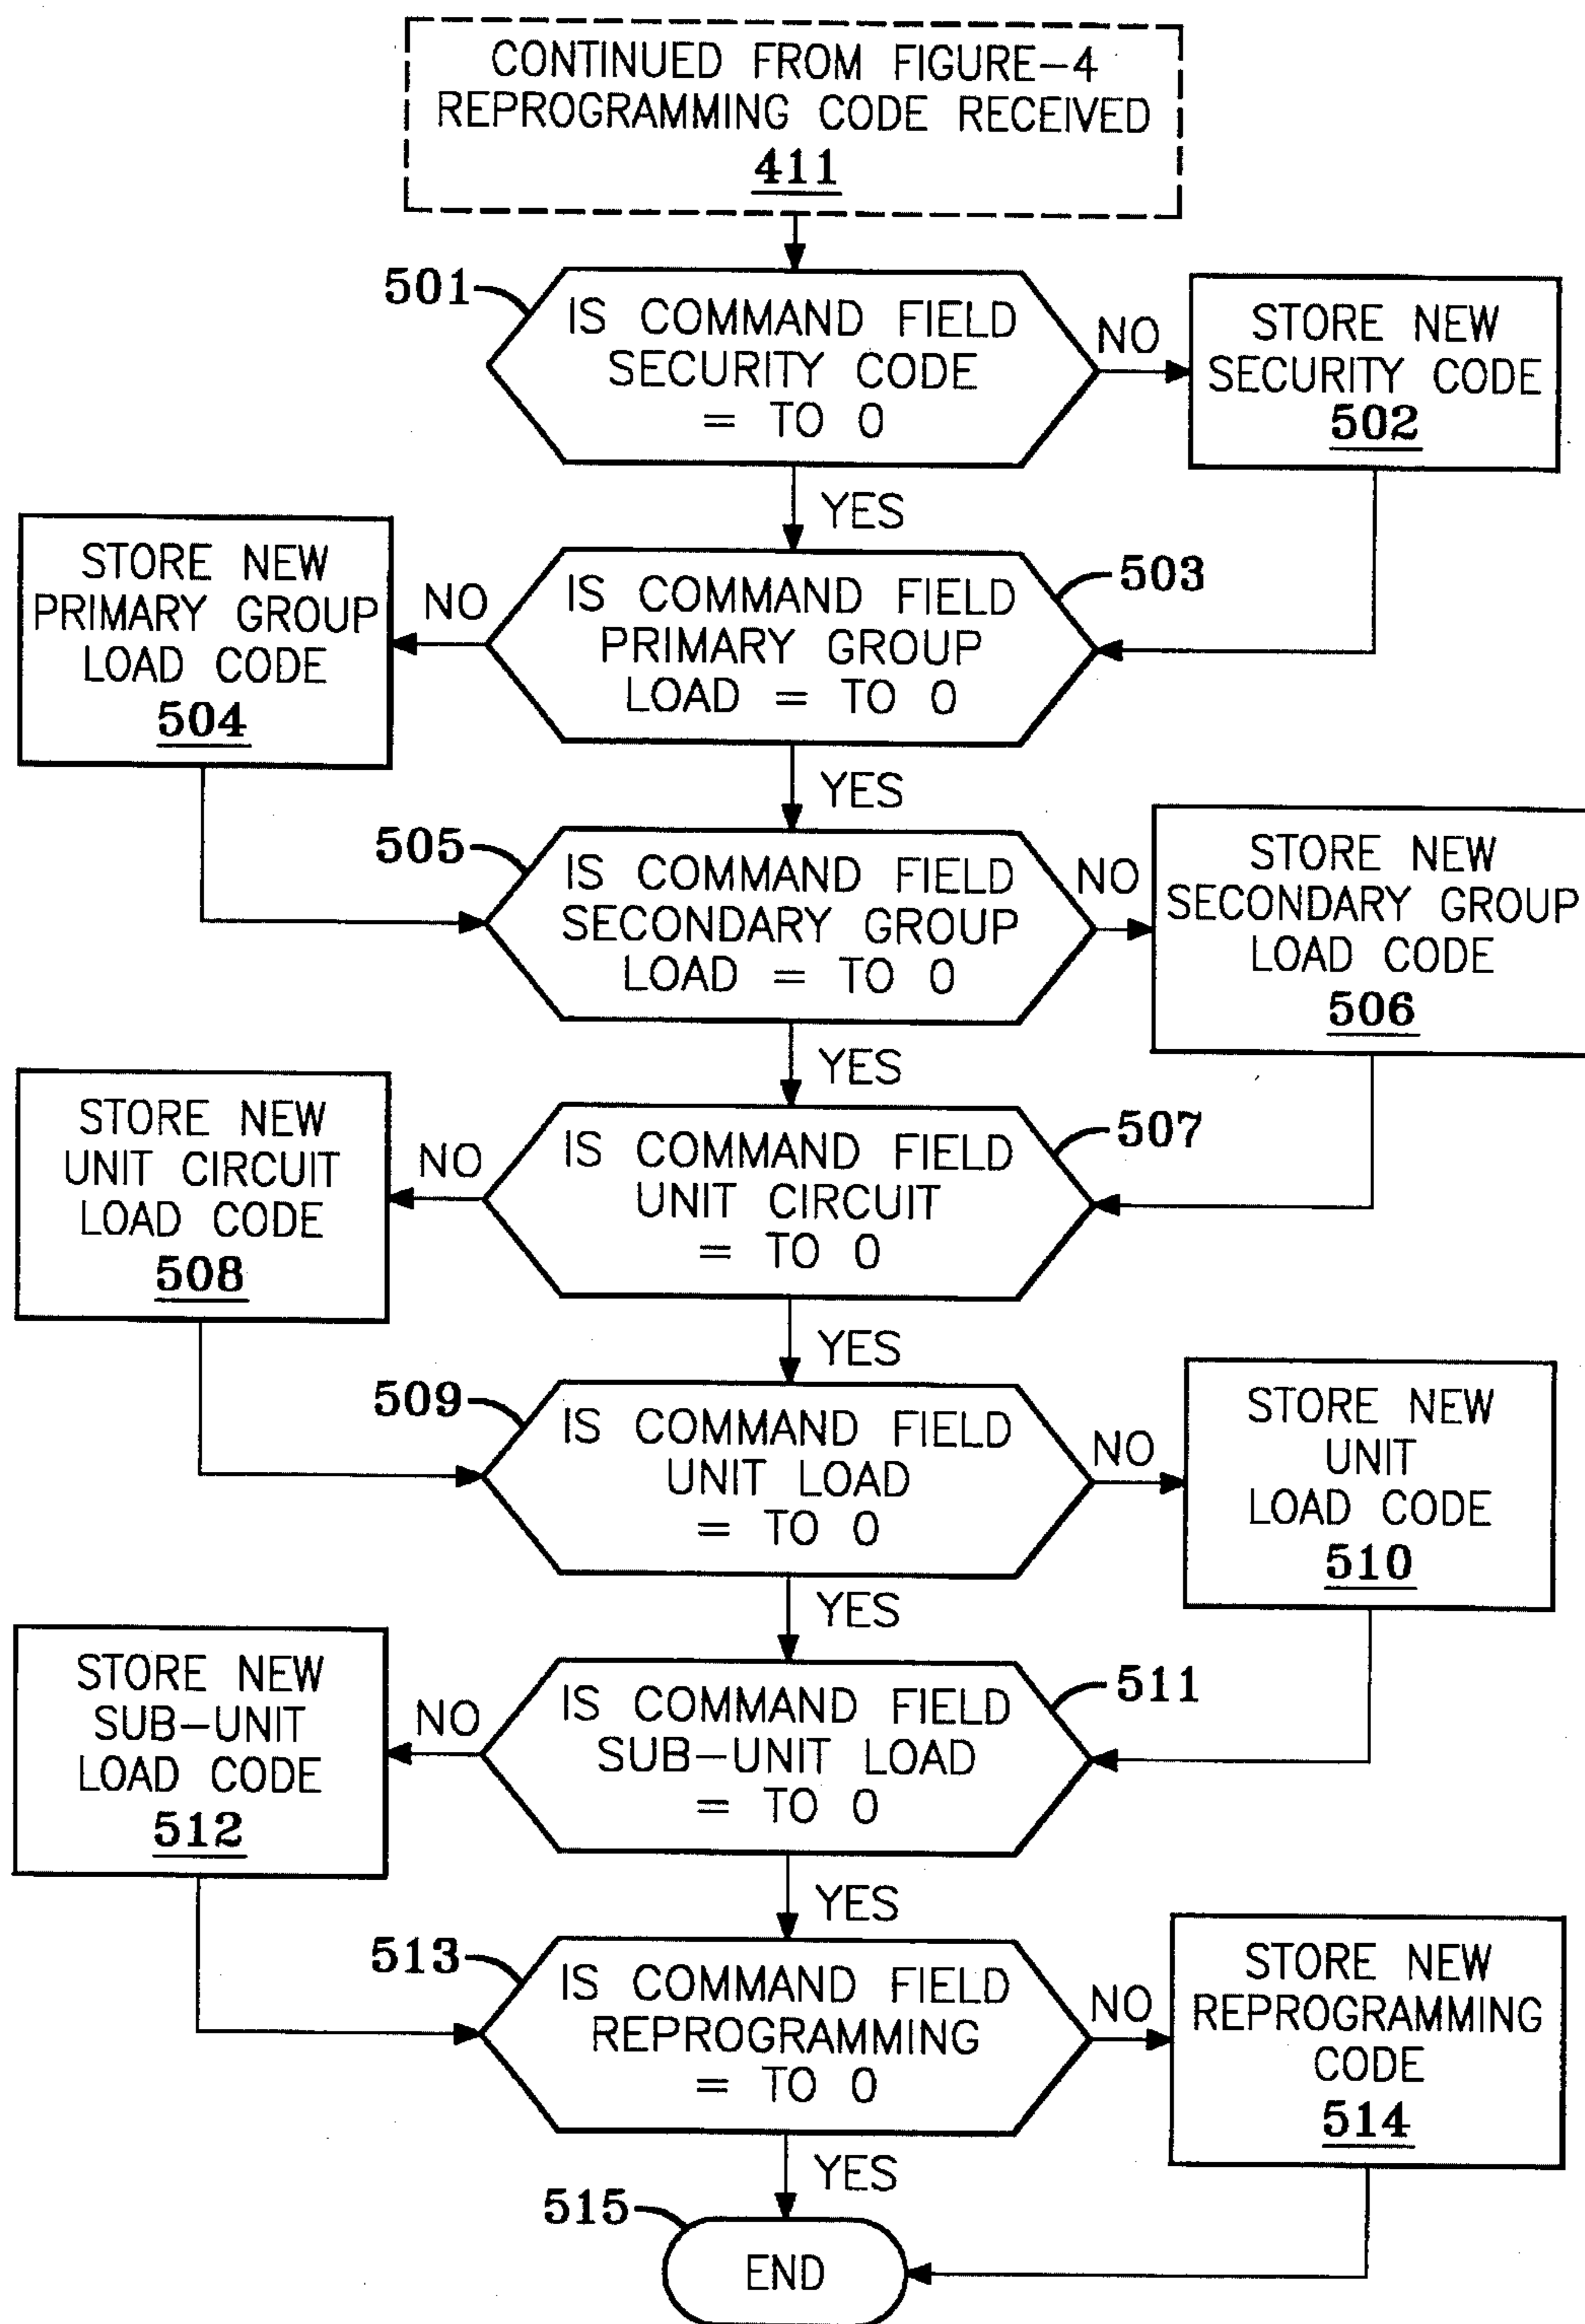 CONTINUED FROM FIGURE-4
REPROGRAMMING CODE RECEIVED
411
501
IS COMMAND FIELD
SECURITY CODE
= TO 0
NO
STORE NEW
SECURITY CODE
502
YES
STORE NEW
PRIMARY GROUP
LOAD CODE
504
NO
IS COMMAND FIELD
PRIMARY GROUP
LOAD = TO 0
503
YES
505
IS COMMAND FIELD
SECONDARY GROUP
LOAD = TO 0
NO
STORE NEW
SECONDARY GROUP
LOAD CODE
506
YES
STORE NEW
UNIT CIRCUIT
LOAD CODE
508
NO
IS COMMAND FIELD
UNIT CIRCUIT
= TO 0
507
YES
509
IS COMMAND FIELD
UNIT LOAD
= TO 0
NO
STORE NEW
UNIT
LOAD CODE
510
YES
STORE NEW
SUB-UNIT
LOAD CODE
512
NO
IS COMMAND FIELD
SUB-UNIT LOAD
= TO 0
511
YES
513
IS COMMAND FIELD
REPROGRAMMING
= TO 0
NO
STORE NEW
REPROGRAMMING
CODE
514
YES
515
END